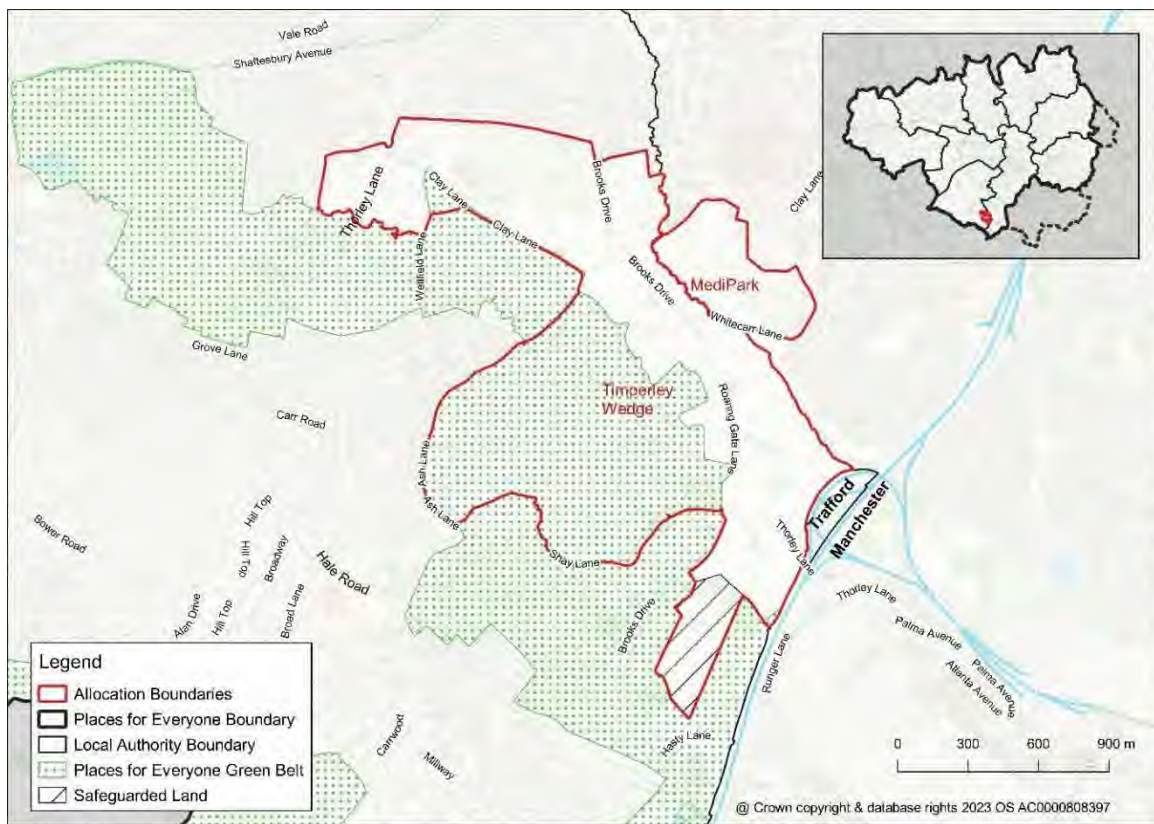 Vale Road
Shaftesbury Avenue
Thorley Lane
Clay Lane
Clay Lane
Wellfield Lane
Brooks Drive
Clay Lane
Brooks Drive
MediPark
Whitecarr Lane
Grove Lane
Timperley
Wedge
Roaring Gate Lane
Carr Road
Ash Lane
Ash Lane
Shay Lane
Trafford
Manchester
Thorley Lane
Thorley Lane
Bower Road
Hill Top
Hill Top
Broadway
Hale Road
Alan Drive
Hill Top
Broad Lane
Brooks Drive
Runger Lane
Palma Avenue
Palma Avenue
Atlanta Avenue
Hasty Lane
Carrwood
Millway
Legend
Allocation Boundaries
Places for Everyone Boundary
Local Authority Boundary
Places for Everyone Green Belt
Safeguarded Land
0 300 600 900 m
@ Crown copyright & database rights 2023 OS AC0000808397